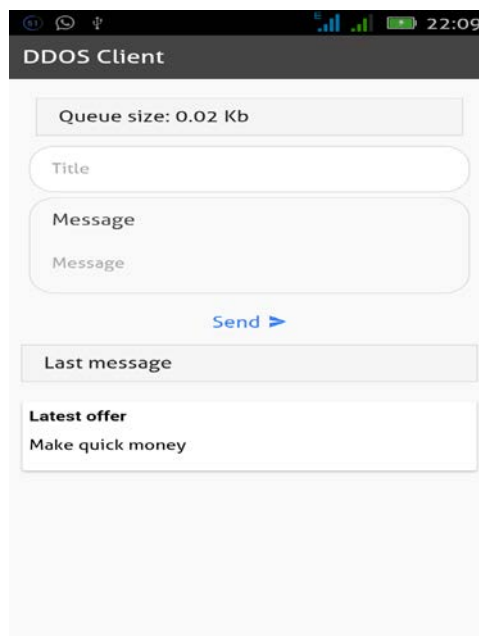 51 E 22:09
DDOS Client
Queue size: 0.02 Kb
Title
Message
Message
Send
Last message
Latest offer
Make quick money